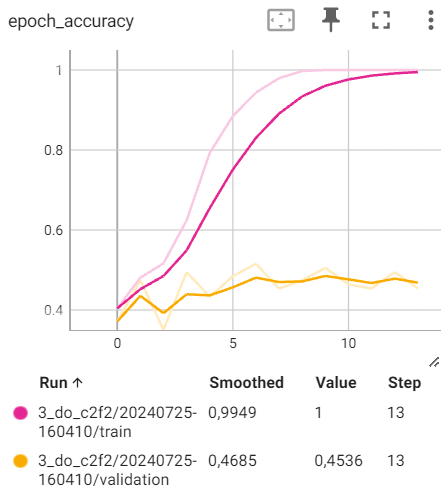 epoch_accuracy
1
0.8
0.6
0.4
0 5 10
Run ↑ Smoothed Value Step
3_do_c2f2/20240725- 0,9949 1 13
160410/train
3_do_c2f2/20240725- 0,4685 0,4536 13
160410/validation